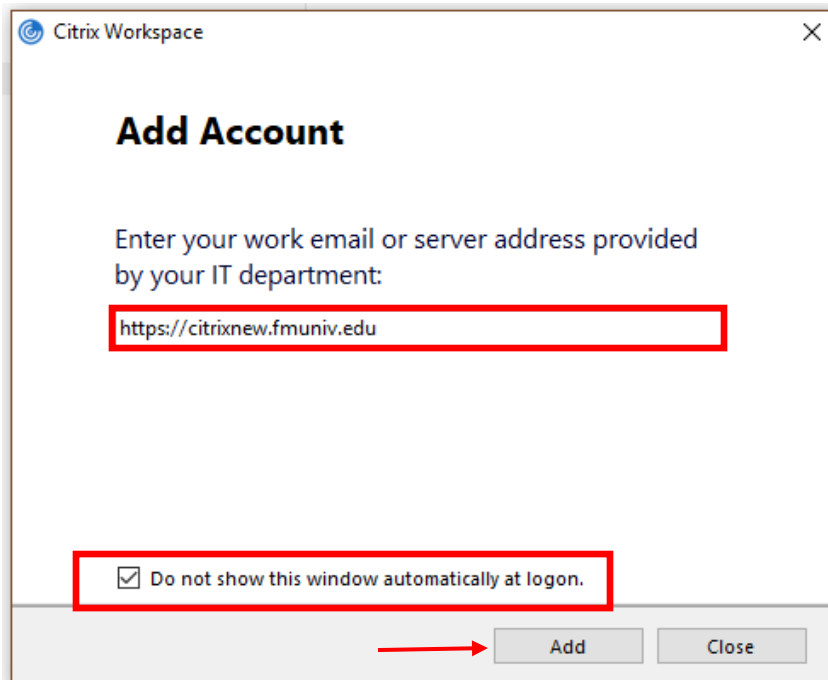 Citrix Workspace
Add Account
Enter your work email or server address provided
by your IT department:
https://citrixnew.fmuniv.edu
Do not show this window automatically at logon.
Add Close